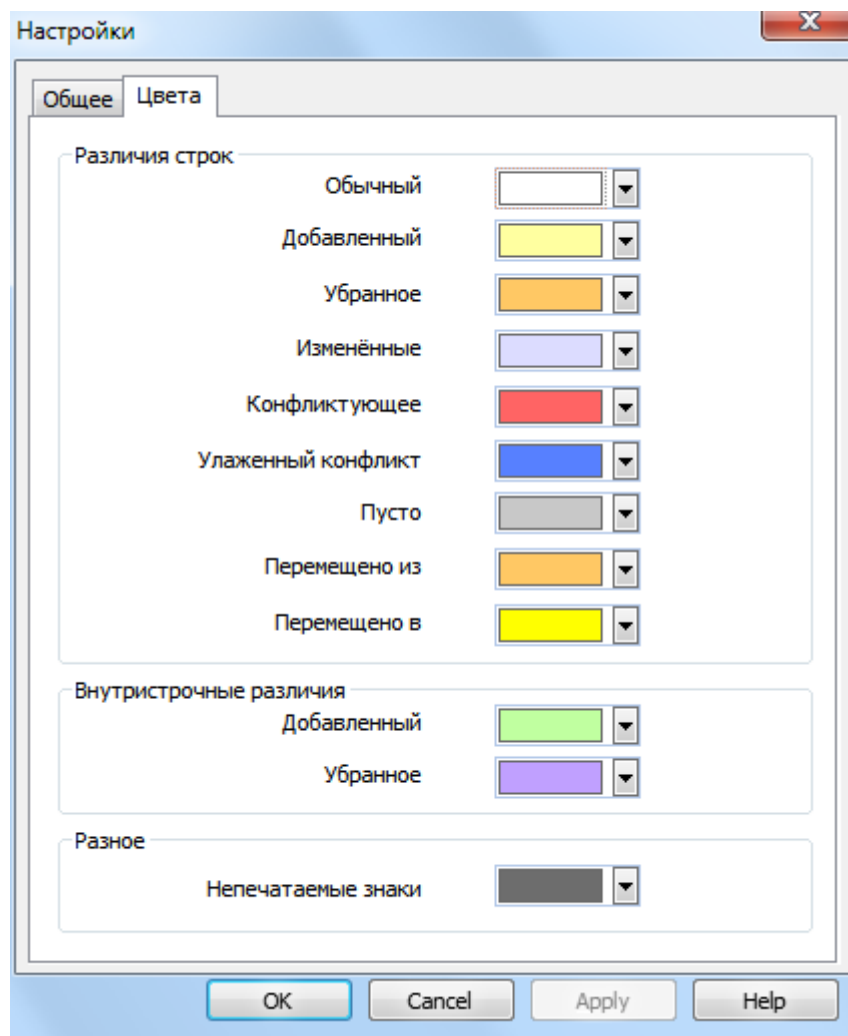 Настройки
Общее
Цвета
Различия строк
Обычный
Добавленный
Убранное
Изменённые
Конфликтующее
Улаженный конфликт
Пусто
Перемещено из
Перемещено в
Внутристрочные различия
Добавленный
Убранное
Разное
Непечатаемые знаки
OK
Cancel
Apply
Help